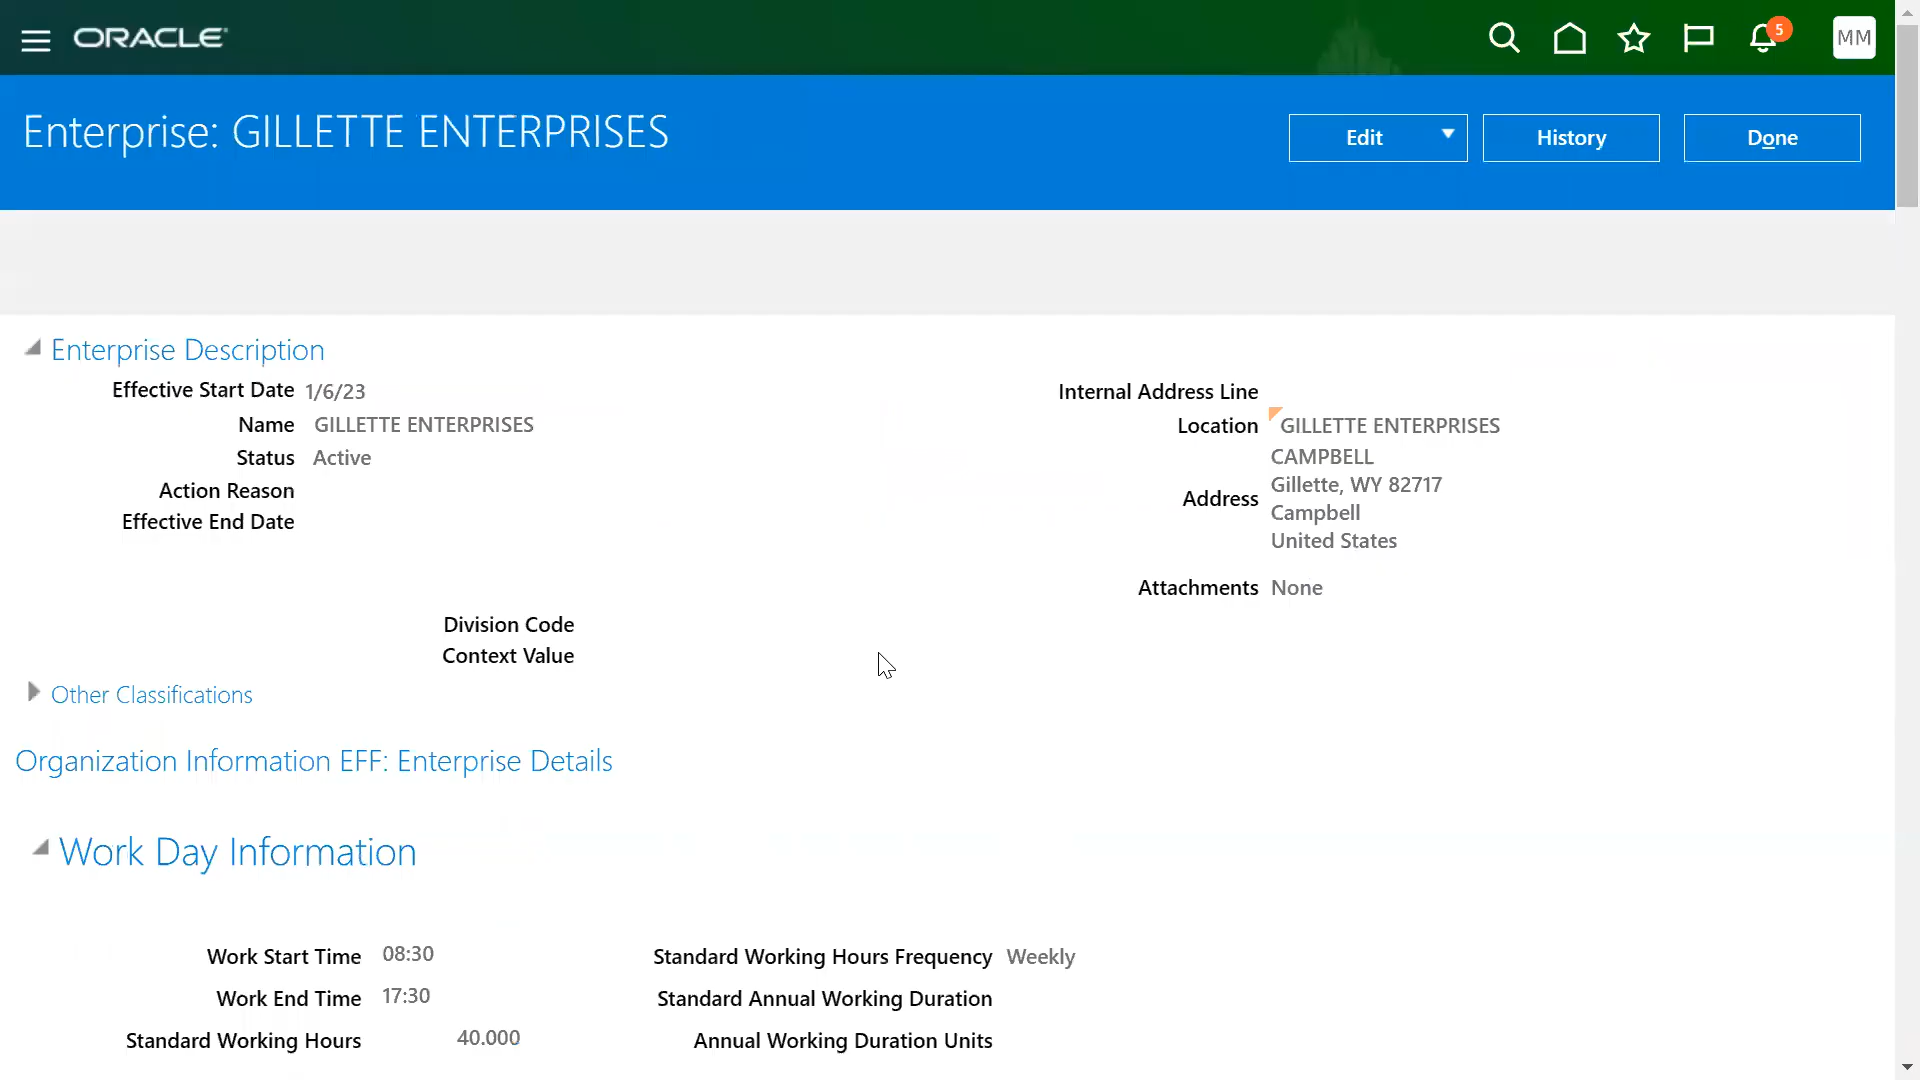 ORACLE
5
MM
Enterprise: GILLETTE ENTERPRISES
Edit
History
Done
Enterprise Description
Effective Start Date 1/6/23
Name GILLETTE ENTERPRISES
Status Active
Action Reason
Effective End Date
Internal Address Line
Location GILLETTE ENTERPRISES
Address CAMPBELL
Gillette, WY 82717
Campbell
United States
Attachments None
Division Code
Context Value
Other Classifications
Organization Information EFF: Enterprise Details
Work Day Information
Work Start Time 08:30
Work End Time 17:30
Standard Working Hours 40.000
Standard Working Hours Frequency Weekly
Standard Annual Working Duration
Annual Working Duration Units